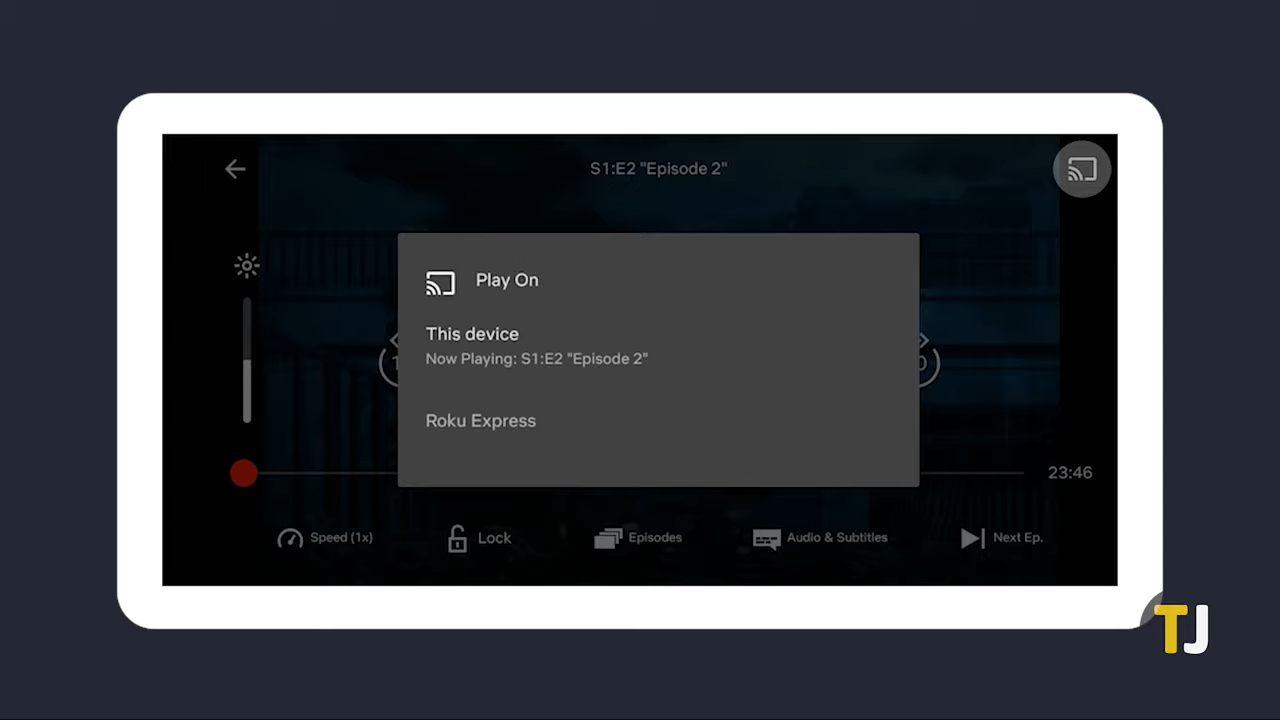 S1:E2 "Episode 2"
Play On
This device
Now Playing: S1:E2 "Episode 2"
Roku Express
23:46
Speed (1x)
Lock
Episodes
Audio & Subtitles
Next Ep.
TJ